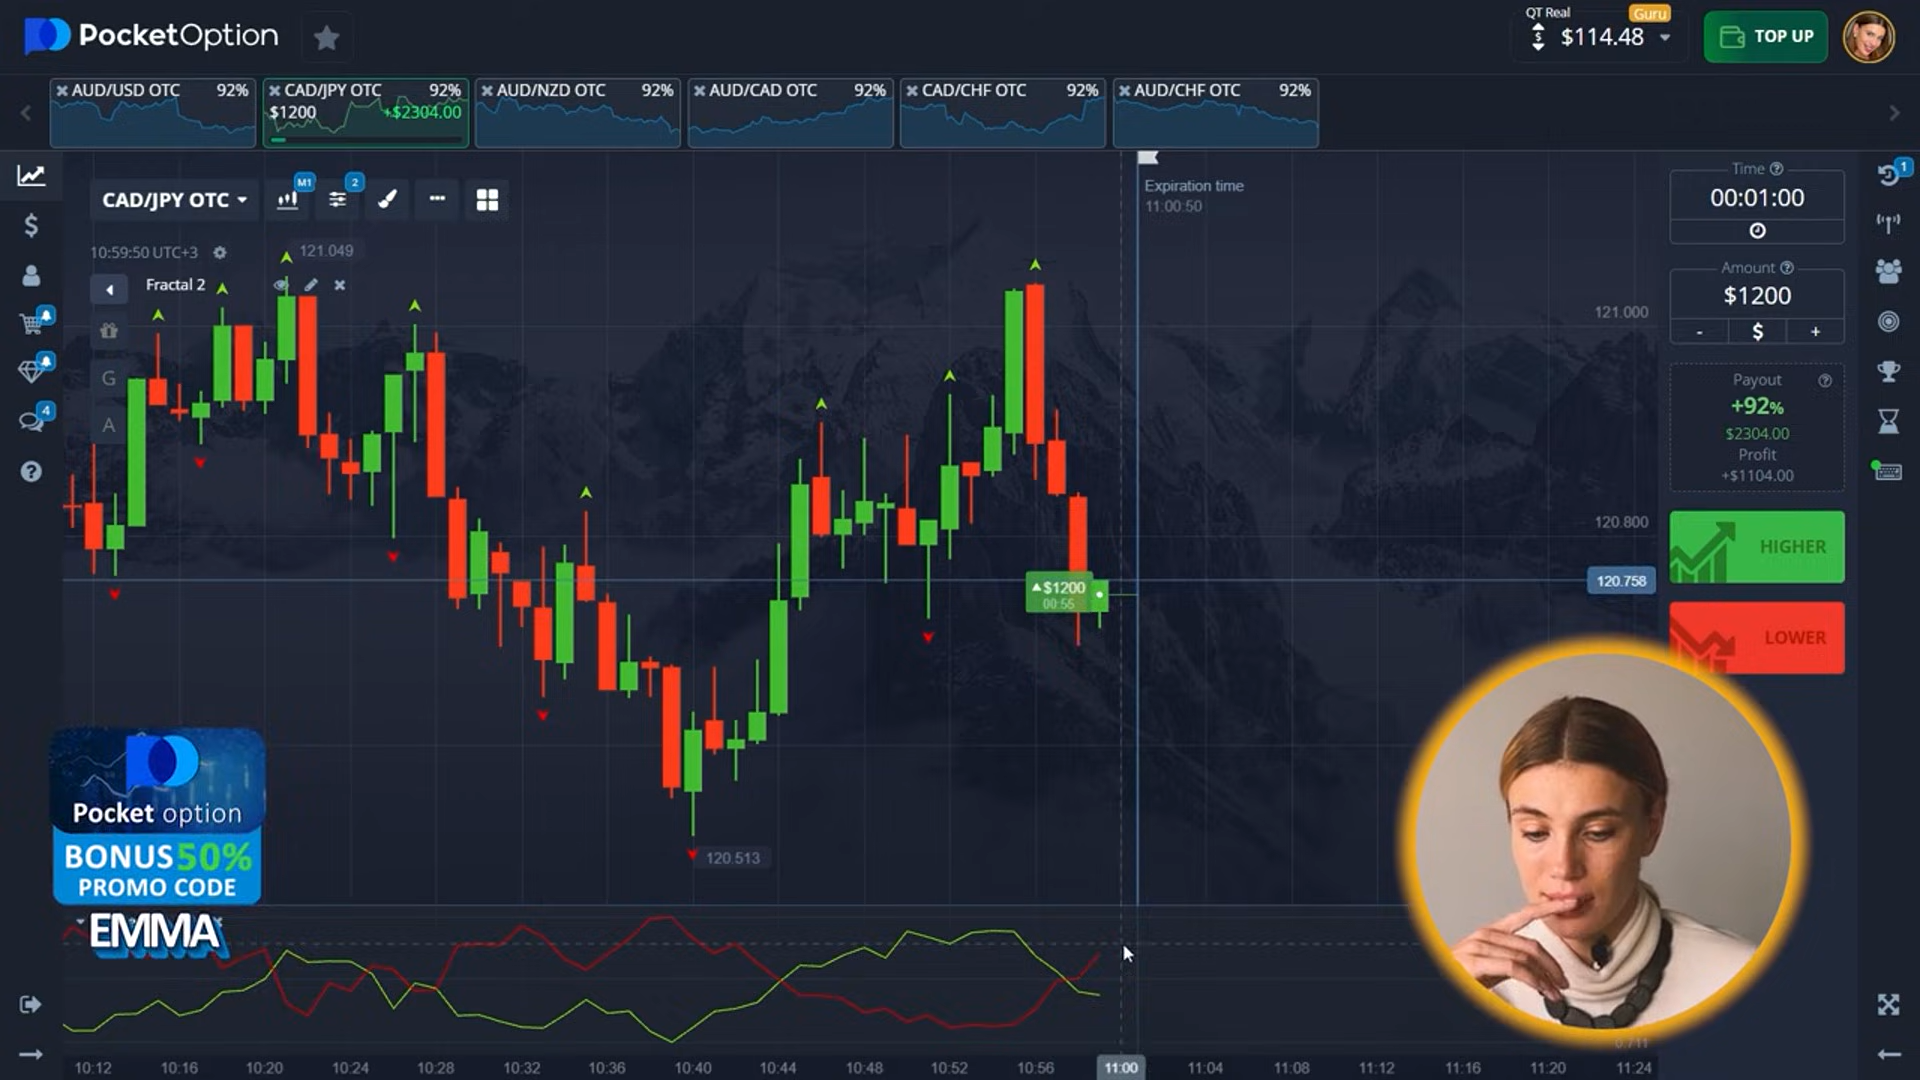 PocketOption
QT Real
Guru
$114.48
TOP UP
AUD/USD OTC 92%
CAD/JPY OTC 92%
$1200 +$2304.00
AUD/NZD OTC 92%
AUD/CAD OTC 92%
CAD/CHF OTC 92%
AUD/CHF OTC 92%
CAD/JPY OTC
M1
2
Expiration time
11:00:50
10:59:50 UTC+3
121.049
Fractal 2
G
A
4
121.000
120.800
120.758
▲$1200
00:55
120.513
Time
00:01:00
Amount
$1200
- $ +
Payout
+92%
$2304.00
Profit
+$1104.00
HIGHER
LOWER
1
Pocket option
BONUS 50%
PROMO CODE
EMMA
0.711
10:12 10:16 10:20 10:24 10:28 10:32 10:36 10:40 10:44 10:48 10:52 10:56 11:00 11:04 11:08 11:12 11:16 11:20 11:24